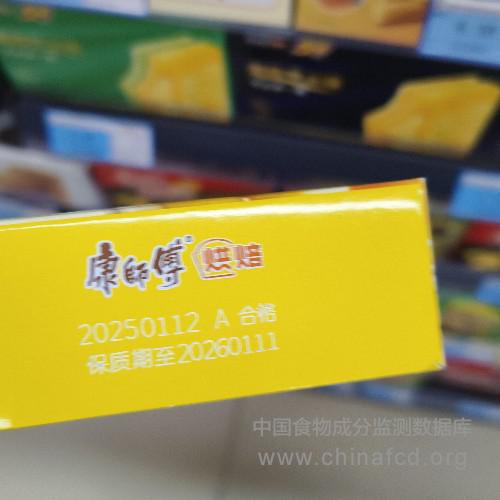 康師傅 烘焙
20250112 A 合格
保质期至20260111
中国食物成分监测数据库
www.chinafcd.org